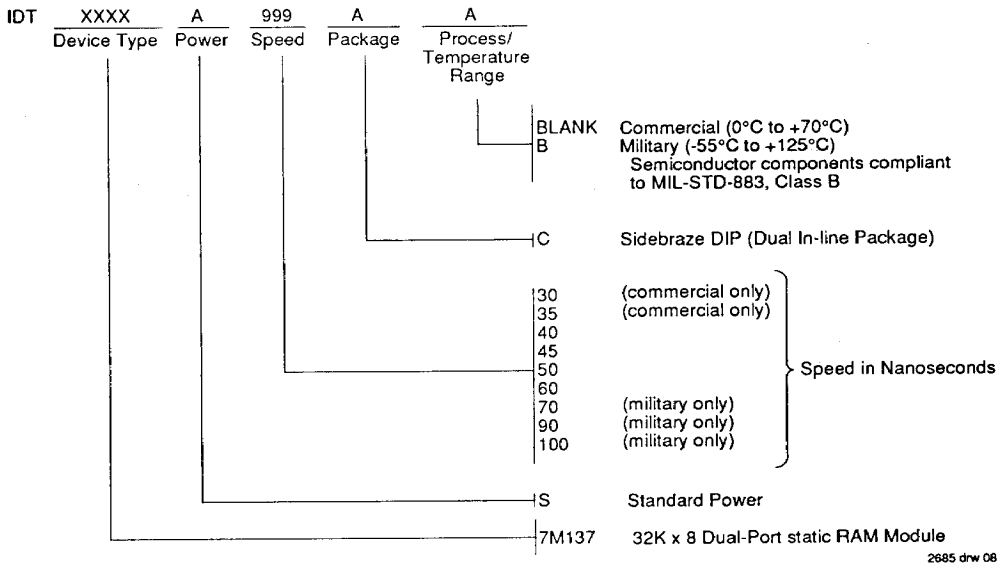 IDT XXXX A 999 A A
Device Type Power Speed Package Process/
Temperature
Range
BLANK Commercial (0°C to +70°C)
B Military (-55°C to +125°C)
Semiconductor components compliant
to MIL-STD-883, Class B
C Sidebraze DIP (Dual In-line Package)
30 (commercial only)
35 (commercial only)
40
45
50 Speed in Nanoseconds
60
70 (military only)
90 (military only)
100 (military only)
S Standard Power
7M137 32K x 8 Dual-Port static RAM Module
2685 drw 08